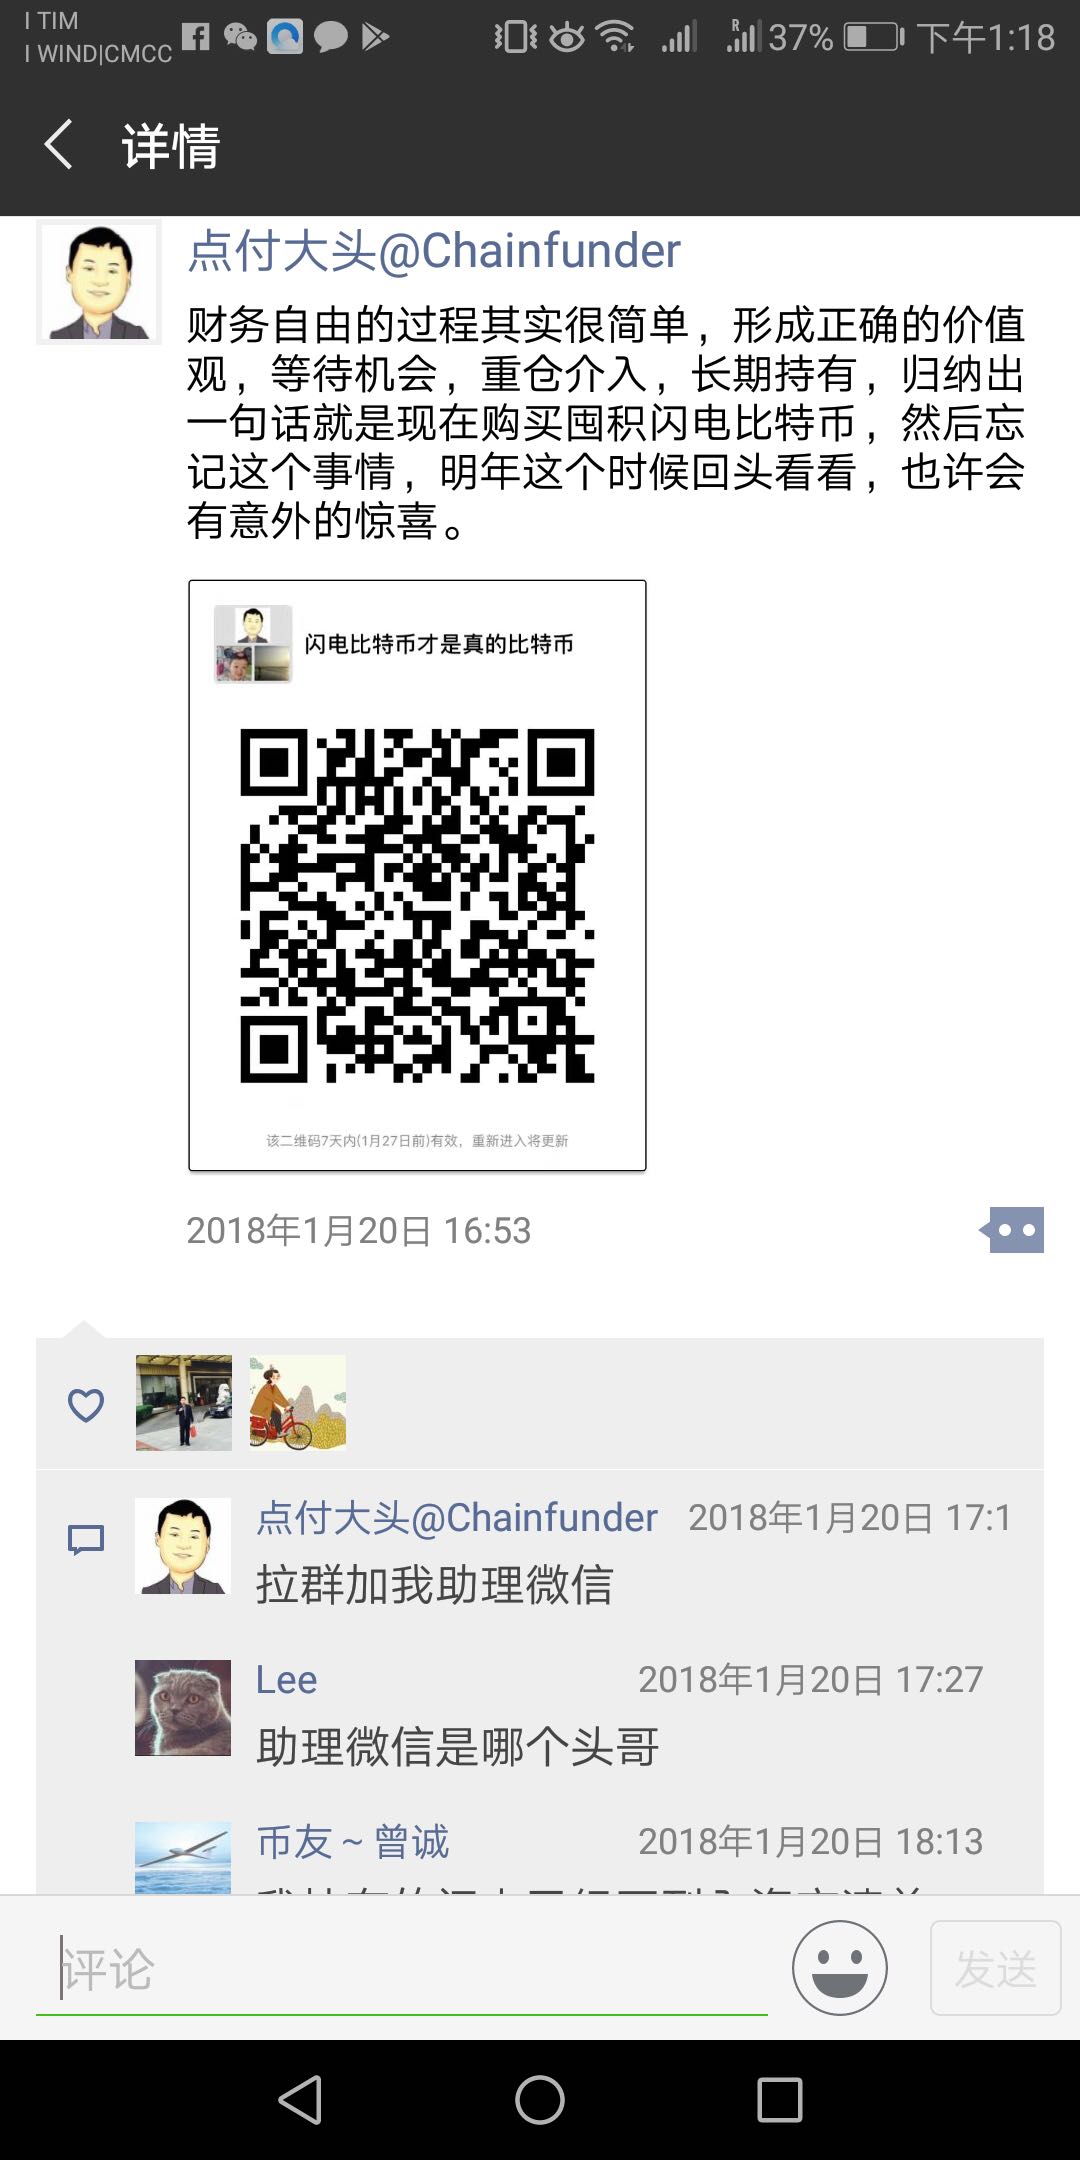 I TIM
I WIND|CMCC
37%
下午1:18
详情
点付大头@Chainfunder
财务自由的过程其实很简单，形成正确的价值
观，等待机会，重仓介入，长期持有，归纳出
一句话就是现在购买囤积闪电比特币，然后忘
记这个事情，明年这个时候回头看看，也许会
有意外的惊喜。
闪电比特币才是真的比特币
该二维码7天内(1月27日前)有效，重新进入将更新
2018年1月20日 16:53
点付大头@Chainfunder 2018年1月20日 17:1
拉群加我助理微信
Lee 2018年1月20日 17:27
助理微信是哪个头哥
币友~曾诚 2018年1月20日 18:13
评论
发送